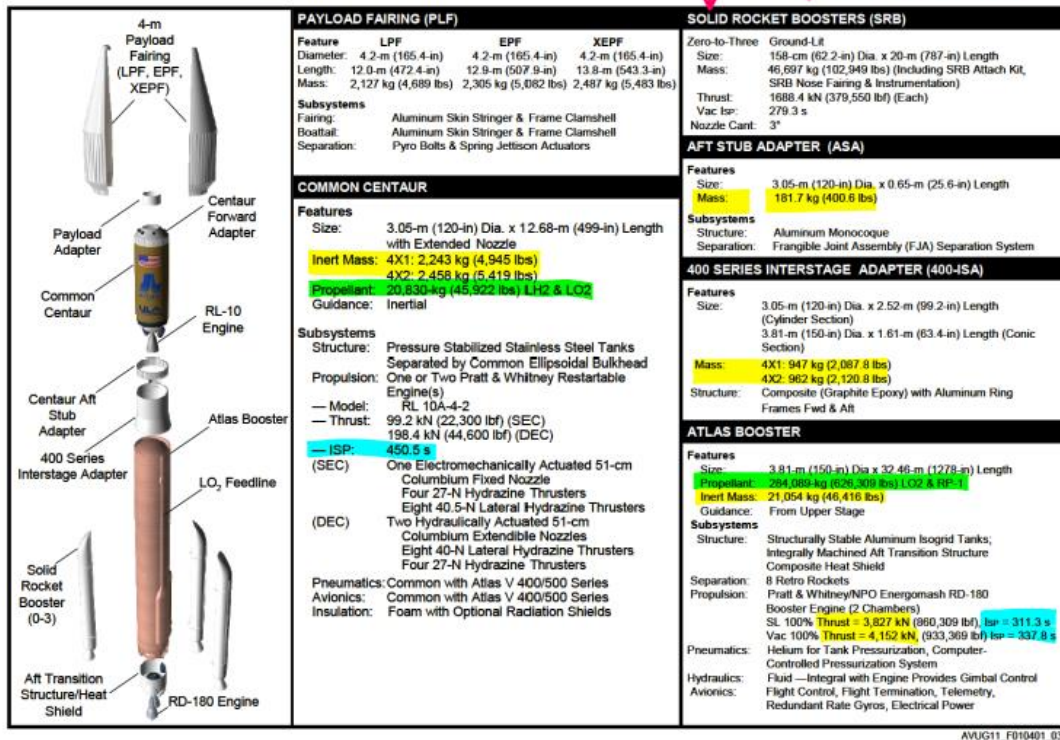 4-m
Payload
Fairing
(LPF, EPF,
XEPF)
Payload
Adapter
Centaur
Forward
Adapter
Common
Centaur
RL-10
Engine
Centaur Aft
Stub
Adapter
Atlas Booster
400 Series
Interstage Adapter
LO2 Feedline
Solid
Rocket
Booster
(0-3)
Aft Transition
Structure/Heat
Shield
RD-180 Engine
PAYLOAD FAIRING (PLF)
Feature LPF EPF XEPF
Diameter: 4.2-m (165.4-in) 4.2-m (165.4-in) 4.2-m (165.4-in)
Length: 12.0-m (472.4-in) 12.9-m (507.9-in) 13.8-m (543.3-in)
Mass: 2,127 kg (4,689 lbs) 2,305 kg (5,082 lbs) 2,487 kg (5,483 lbs)
Subsystems
Fairing: Aluminum Skin Stringer & Frame Clamshell
Boattail: Aluminum Skin Stringer & Frame Clamshell
Separation: Pyro Bolts & Spring Jettison Actuators
COMMON CENTAUR
Features
Size: 3.05-m (120-in) Dia. x 12.68-m (499-in) Length
with Extended Nozzle
Inert Mass: 4X1: 2,243 kg (4,945 lbs)
4X2: 2,458 kg (5,419 lbs)
Propellant: 20,830-kg (45,922 lbs) LH2 & LO2
Guidance: Inertial
Subsystems
Structure: Pressure Stabilized Stainless Steel Tanks
Separated by Common Ellipsoidal Bulkhead
Propulsion: One or Two Pratt & Whitney Restartable
Engine(s)
— Model: RL 10A-4-2
— Thrust: 99.2 kN (22,300 lbf) (SEC)
198.4 kN (44,600 lbf) (DEC)
— ISP: 450.5 s
(SEC) One Electromechanically Actuated 51-cm
Columbium Fixed Nozzle
Four 27-N Hydrazine Thrusters
Eight 40.5-N Lateral Hydrazine Thrusters
(DEC) Two Hydraulically Actuated 51-cm
Columbium Extendible Nozzles
Eight 40-N Lateral Hydrazine Thrusters
Four 27-N Hydrazine Thrusters
Pneumatics: Common with Atlas V 400/500 Series
Avionics: Common with Atlas V 400/500 Series
Insulation: Foam with Optional Radiation Shields
SOLID ROCKET BOOSTERS (SRB)
Zero-to-Three Ground-Lit
Size: 158-cm (62.2-in) Dia. x 20-m (787-in) Length
Mass: 46,697 kg (102,949 lbs) (Including SRB Attach Kit,
SRB Nose Fairing & Instrumentation)
Thrust: 1688.4 kN (379,550 lbf) (Each)
Vac ISP: 279.3 s
Nozzle Cant: 3°
AFT STUB ADAPTER (ASA)
Features
Size: 3.05-m (120-in) Dia. x 0.65-m (25.6-in) Length
Mass: 181.7 kg (400.6 lbs)
Subsystems
Structure: Aluminum Monocoque
Separation: Frangible Joint Assembly (FJA) Separation System
400 SERIES INTERSTAGE ADAPTER (400-ISA)
Features
Size: 3.05-m (120-in) Dia. x 2.52-m (99.2-in) Length
(Cylinder Section)
3.81-m (150-in) Dia. x 1.61-m (63.4-in) Length (Conic
Section)
Mass: 4X1: 947 kg (2,087.8 lbs)
4X2: 962 kg (2,120.8 lbs)
Structure: Composite (Graphite Epoxy) with Aluminum Ring
Frames Fwd & Aft
ATLAS BOOSTER
Features
Size: 3.81-m (150-in) Dia x 32.46-m (1278-in) Length
Propellant: 284,089-kg (626,309 lbs) LO2 & RP-1
Inert Mass: 21,054 kg (46,416 lbs)
Guidance: From Upper Stage
Subsystems
Structure: Structurally Stable Aluminum Isogrid Tanks;
Integrally Machined Aft Transition Structure
Composite Heat Shield
Separation: 8 Retro Rockets
Propulsion: Pratt & Whitney/NPO Energomash RD-180
Booster Engine (2 Chambers)
SL 100% Thrust = 3,827 kN (860,309 lbf), ISP = 311.3 s
Vac 100% Thrust = 4,152 kN, (933,369 lbf) ISP = 337.8 s
Pneumatics: Helium for Tank Pressurization, Computer-
Controlled Pressurization System
Hydraulics: Fluid —Integral with Engine Provides Gimbal Control
Avionics: Flight Control, Flight Termination, Telemetry,
Redundant Rate Gyros, Electrical Power
AVUG11_F010401_03